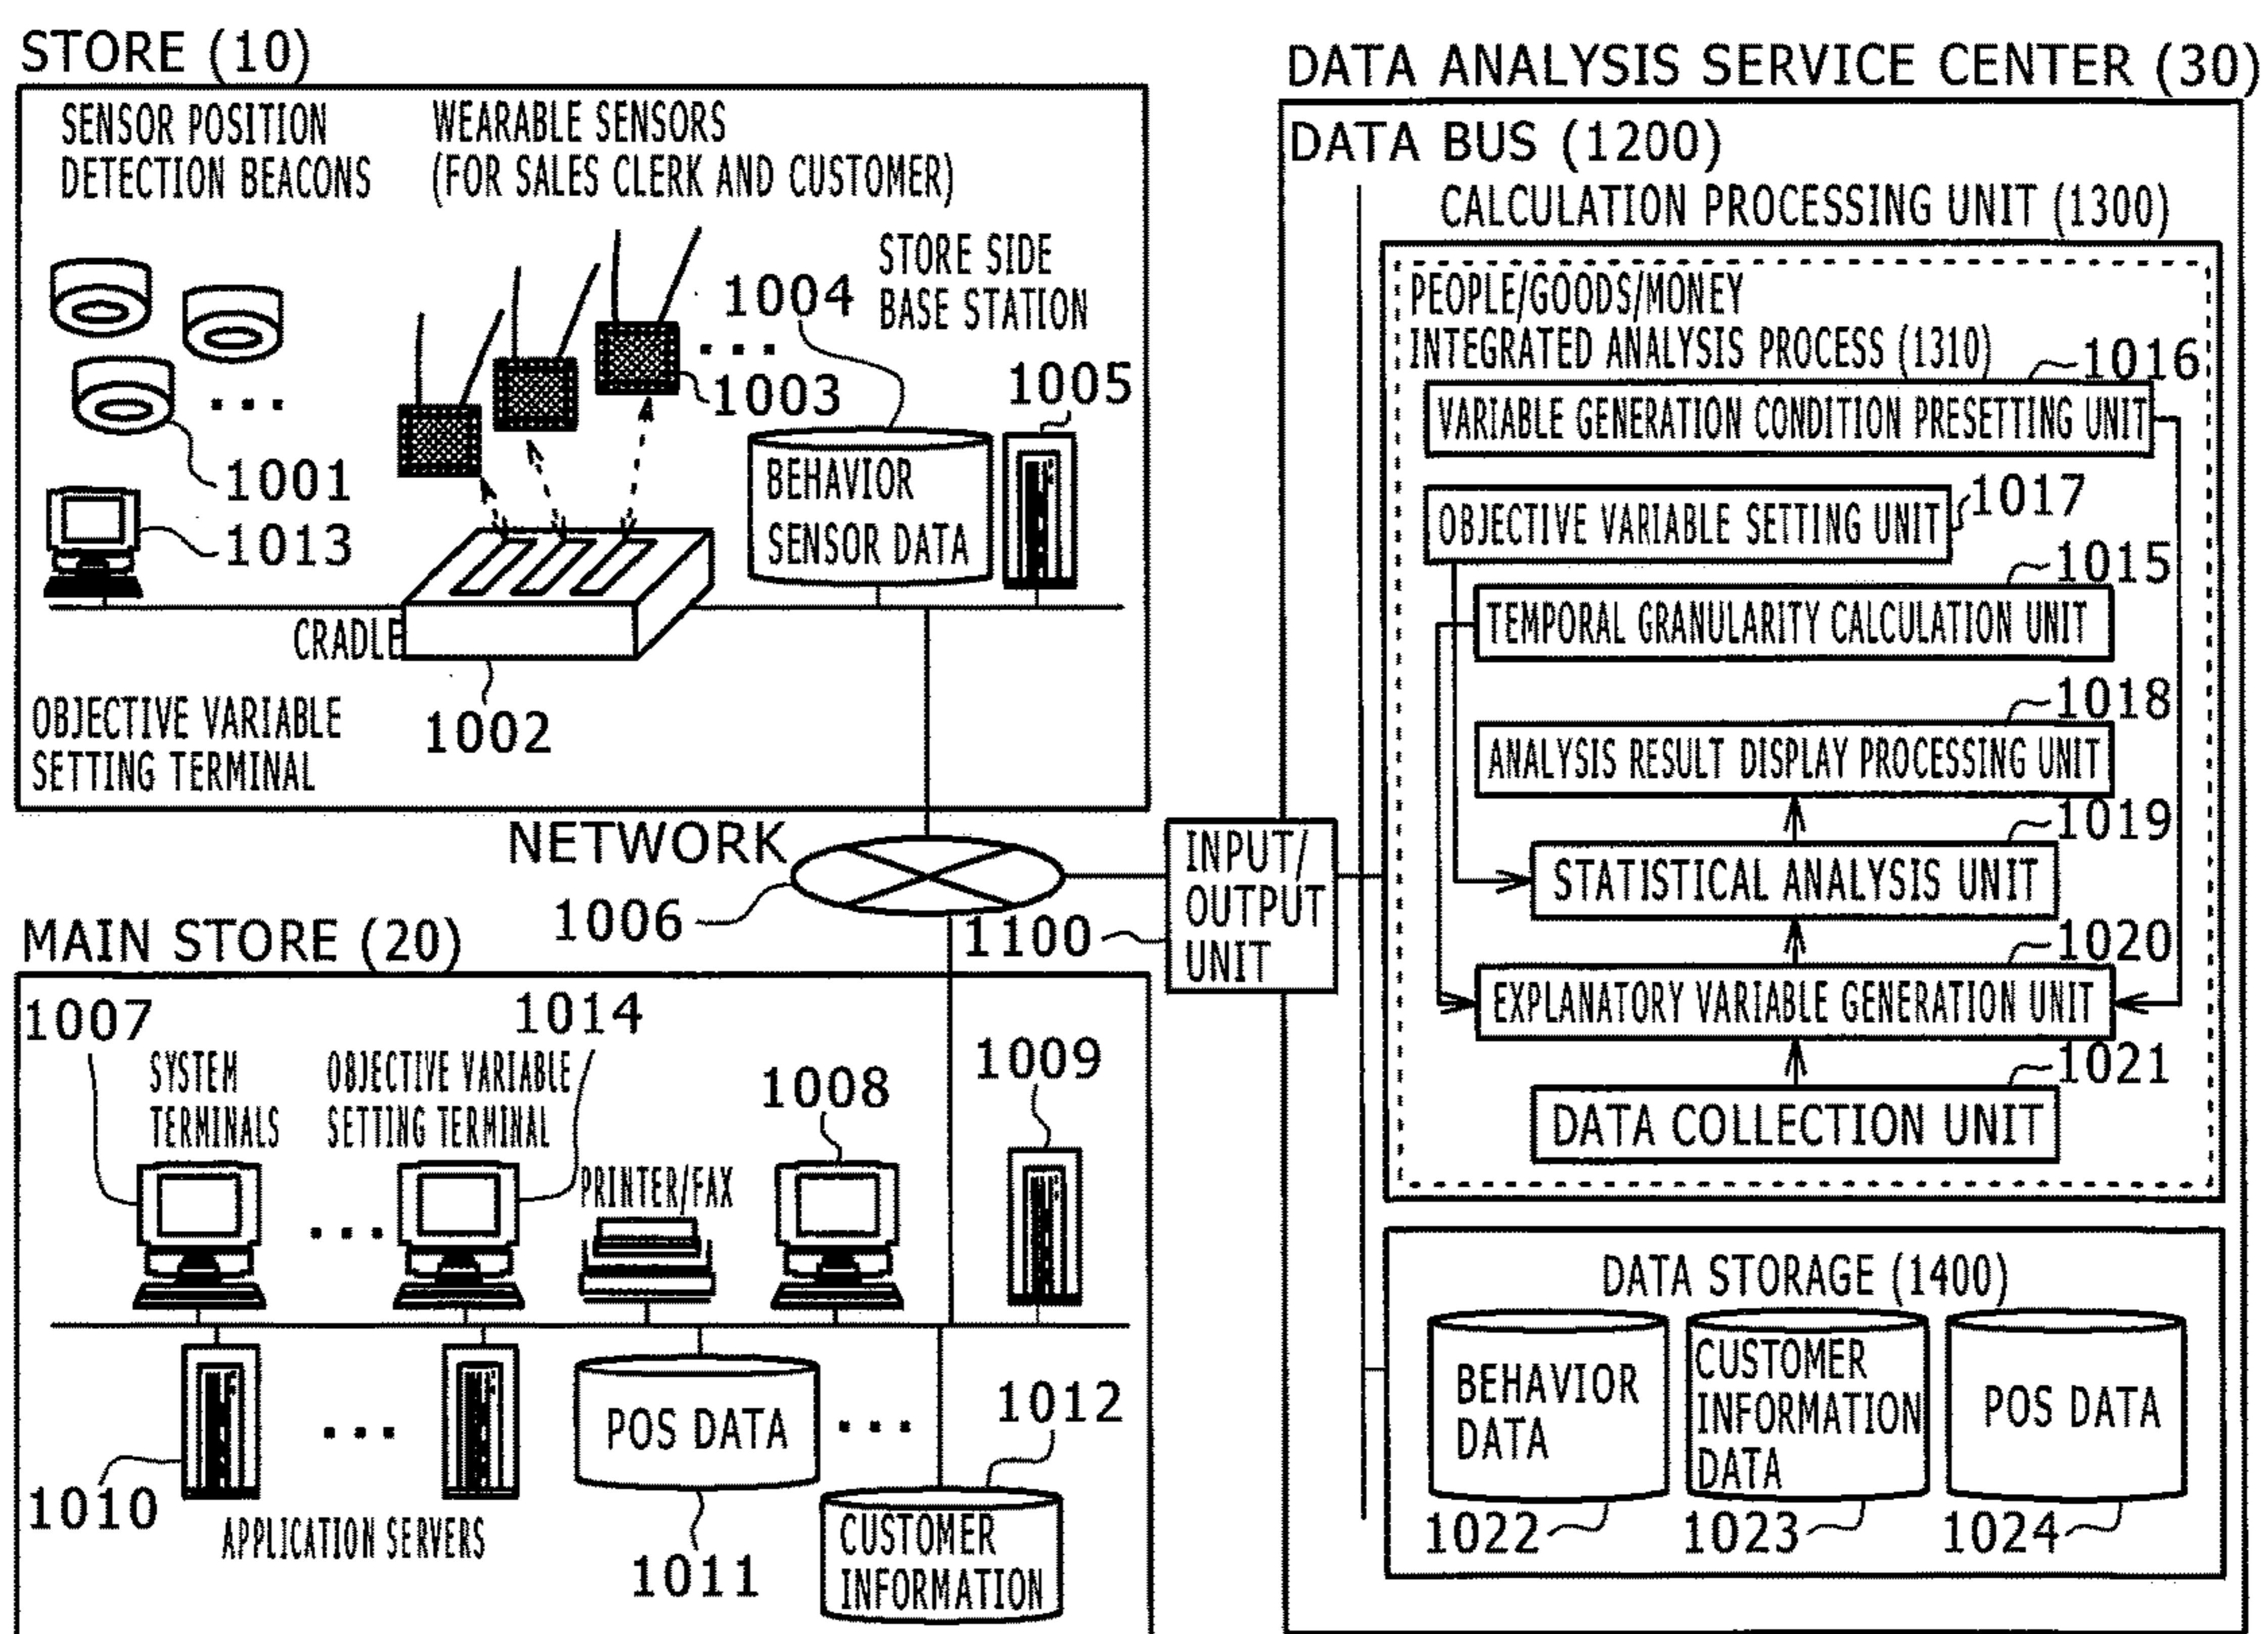 STORE (10)
SENSOR POSITION
DETECTION BEACONS
WEARABLE SENSORS
(FOR SALES CLERK AND CUSTOMER)
STORE SIDE
BASE STATION
1004
1003
1005
1001
1013
BEHAVIOR
SENSOR DATA
CRADLE
1002
OBJECTIVE VARIABLE
SETTING TERMINAL
NETWORK
1006
1100
INPUT/
OUTPUT
UNIT
MAIN STORE (20)
1007
SYSTEM
TERMINALS
1014
OBJECTIVE VARIABLE
SETTING TERMINAL
PRINTER/FAX
1008
1009
1010
APPLICATION SERVERS
POS DATA
1011
1012
CUSTOMER
INFORMATION
DATA ANALYSIS SERVICE CENTER (30)
DATA BUS (1200)
CALCULATION PROCESSING UNIT (1300)
PEOPLE/GOODS/MONEY
INTEGRATED ANALYSIS PROCESS (1310)
1016
VARIABLE GENERATION CONDITION PRESETTING UNIT
1017
OBJECTIVE VARIABLE SETTING UNIT
1015
TEMPORAL GRANULARITY CALCULATION UNIT
1018
ANALYSIS RESULT DISPLAY PROCESSING UNIT
1019
STATISTICAL ANALYSIS UNIT
1020
EXPLANATORY VARIABLE GENERATION UNIT
1021
DATA COLLECTION UNIT
DATA STORAGE (1400)
BEHAVIOR
DATA
1022
CUSTOMER
INFORMATION
DATA
1023
POS DATA
1024